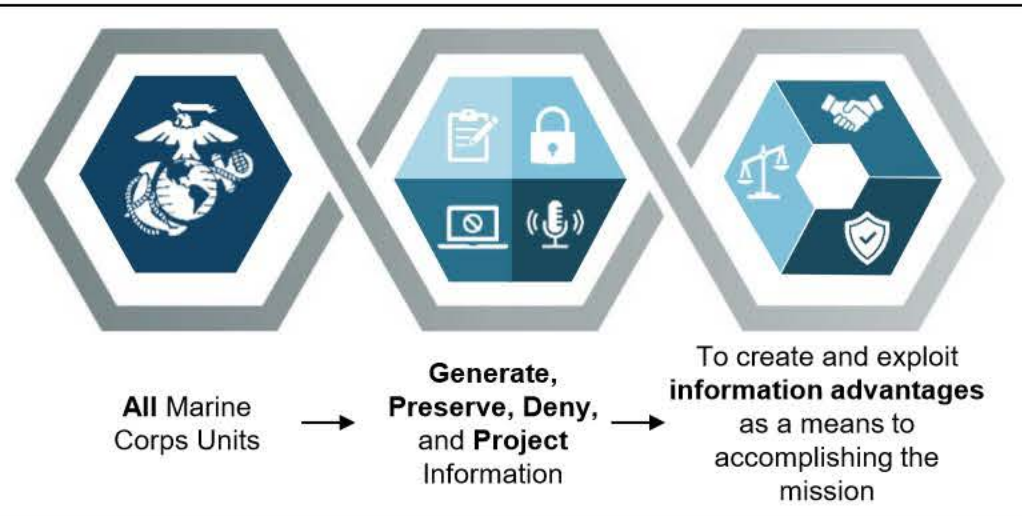 All Marine
Corps Units
Generate,
Preserve, Deny,
and Project
Information
To create and exploit
information advantages
as a means to
accomplishing the
mission